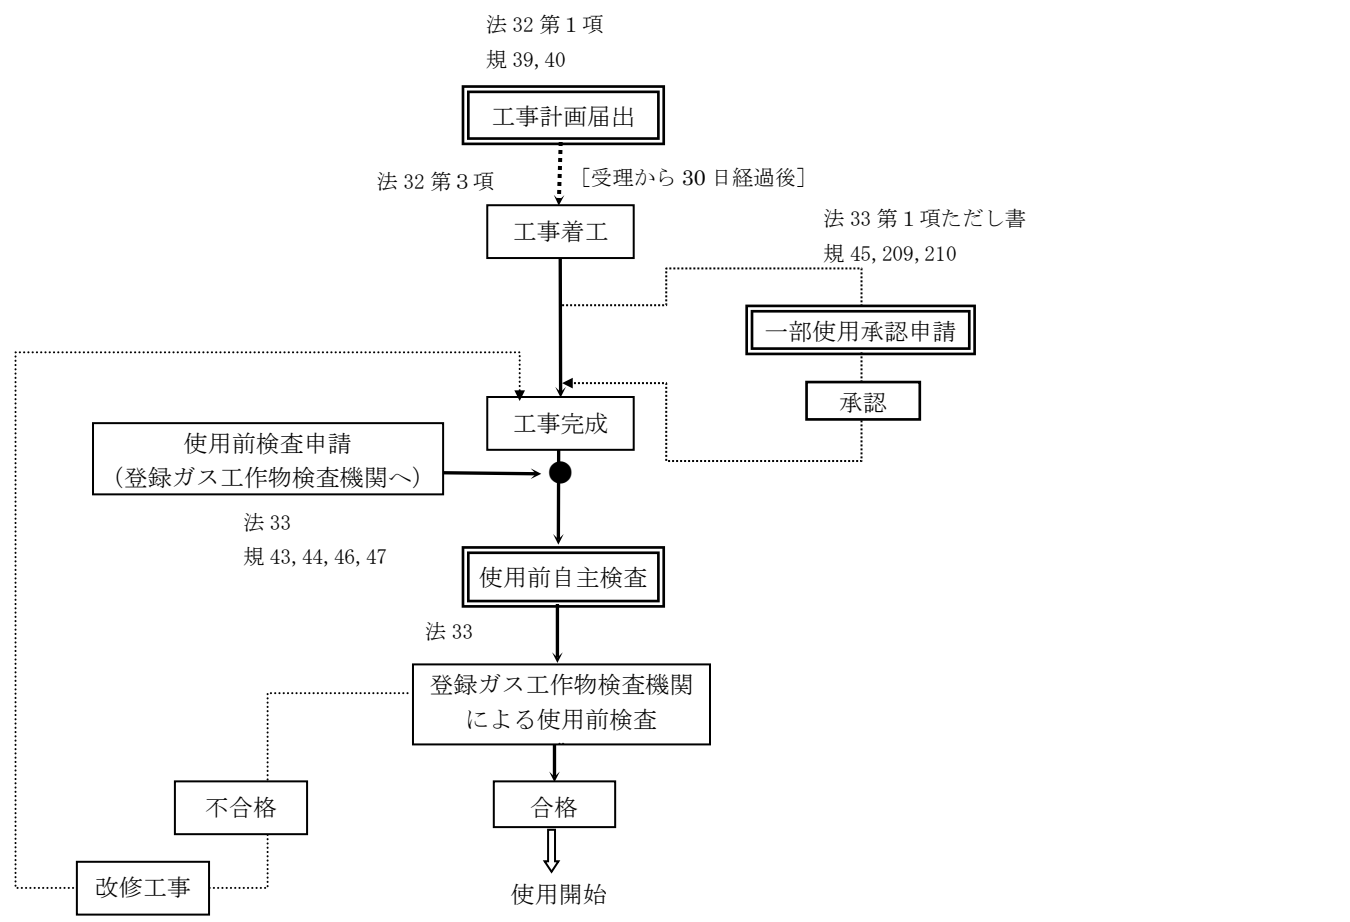 法 32 第１項
規 39, 40
工事計画届出
法 32 第３項
［受理から 30 日経過後］
工事着工
法 33 第１項ただし書
規 45, 209, 210
一部使用承認申請
承認
工事完成
使用前検査申請
（登録ガス工作物検査機関へ）
法 33
規 43, 44, 46, 47
使用前自主検査
法 33
登録ガス工作物検査機関
による使用前検査
不合格
合格
改修工事
使用開始